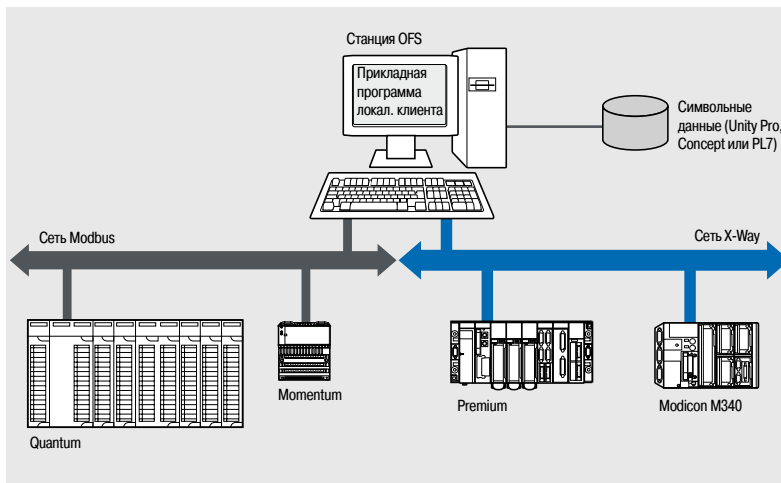 Станция OFS
Прикладная
программа
локал. клиента
Символьные
данные (Unity Pro,
Concept или PL7)
Сеть Modbus
Сеть X-Way
Momentum
Premium
Modicon M340
Quantum